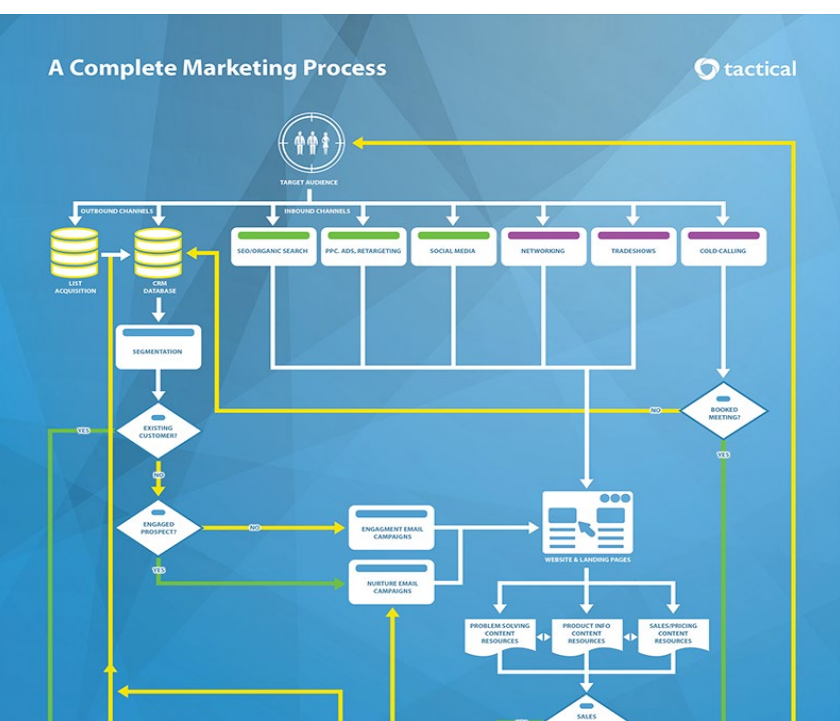 A Complete Marketing Process
tactical
TARGET AUDIENCE
OUTBOUND CHANNELS
INBOUND CHANNELS
SEO/ORGANIC SEARCH
PPC. ADS, RETARGETING
SOCIAL MEDIA
NETWORKING
TRADESHOWS
COLD-CALLING
LIST
ACQUISITION
CRM
DATABASE
SEGMENTATION
EXISTING
CUSTOMER?
YES
NO
BOOKED
MEETING?
NO
YES
ENGAGED
PROSPECT?
NO
YES
ENGAGMENT EMAIL
CAMPAIGNS
NURTURE EMAIL
CAMPAIGNS
WEBSITE & LANDING PAGES
PROBLEM SOLVING
CONTENT
RESOURCES
PRODUCT INFO
CONTENT
RESOURCES
SALES/PRICING
CONTENT
RESOURCES
SALES